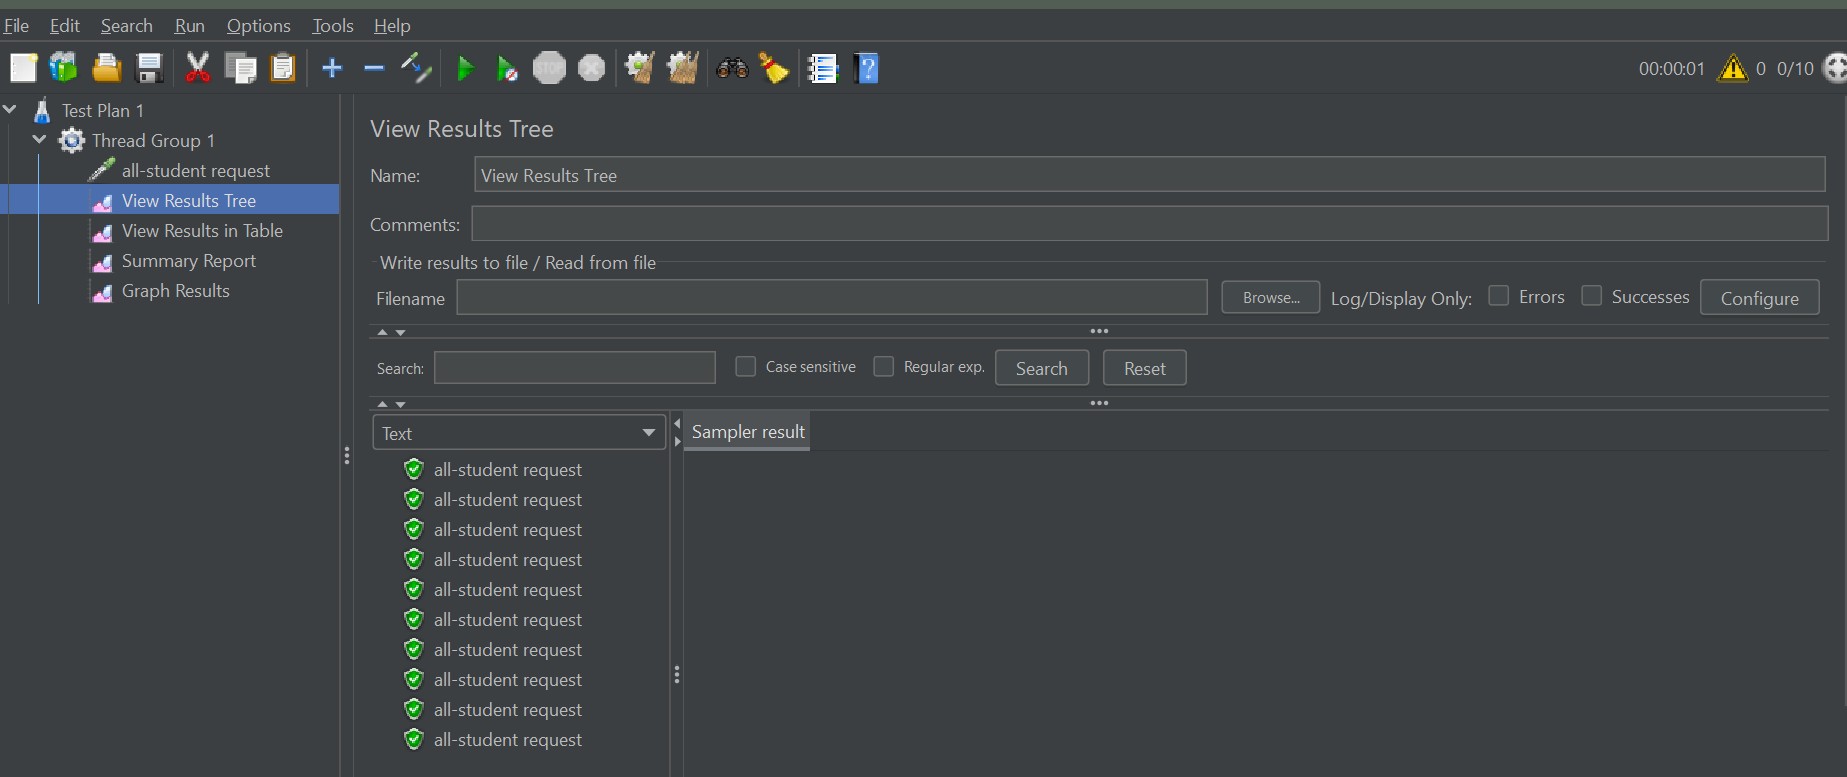 File Edit Search Run Options Tools Help
STOP
00:00:01 0 0/10
Test Plan 1
Thread Group 1
all-student request
View Results Tree
View Results in Table
Summary Report
Graph Results
View Results Tree
Name: View Results Tree
Comments:
Write results to file / Read from file
Filename Browse... Log/Display Only: Errors Successes Configure
Search: Case sensitive Regular exp. Search Reset
Text
Sampler result
all-student request
all-student request
all-student request
all-student request
all-student request
all-student request
all-student request
all-student request
all-student request
all-student request